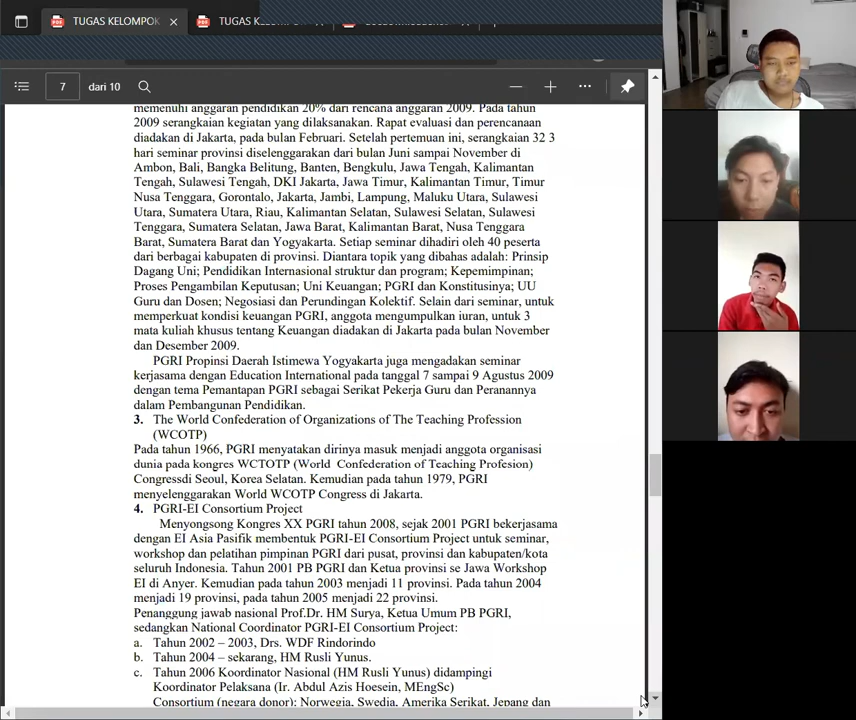 TUGAS KELOMPOK
TUGAS KELOMPOK
7 dari 10
memenuhi anggaran pendidikan 20% dari rencana anggaran 2009. Pada tahun
2009 serangkaian kegiatan yang dilaksanakan. Rapat evaluasi dan perencanaan
diadakan di Jakarta, pada bulan Februari. Setelah pertemuan ini, serangkaian 32 3
hari seminar provinsi diselenggarakan dari bulan Juni sampai November di
Ambon, Bali, Bangka Belitung, Banten, Bengkulu, Jawa Tengah, Kalimantan
Tengah, Sulawesi Tengah, DKI Jakarta, Jawa Timur, Kalimantan Timur, Timur
Nusa Tenggara, Gorontalo, Jakarta, Jambi, Lampung, Maluku Utara, Sulawesi
Utara, Sumatera Utara, Riau, Kalimantan Selatan, Sulawesi Selatan, Sulawesi
Tenggara, Sumatera Selatan, Jawa Barat, Kalimantan Barat, Nusa Tenggara
Barat, Sumatera Barat dan Yogyakarta. Setiap seminar dihadiri oleh 40 peserta
dari berbagai kabupaten di provinsi. Diantara topik yang dibahas adalah: Prinsip
Dagang Uni; Pendidikan Internasional struktur dan program; Kepemimpinan;
Proses Pengambilan Keputusan; Uni Keuangan; PGRI dan Konstitusinya; UU
Guru dan Dosen; Negosiasi dan Perundingan Kolektif. Selain dari seminar, untuk
memperkuat kondisi keuangan PGRI, anggota mengumpulkan iuran, untuk 3
mata kuliah khusus tentang Keuangan diadakan di Jakarta pada bulan November
dan Desember 2009.
PGRI Propinsi Daerah Istimewa Yogyakarta juga mengadakan seminar
kerjasama dengan Education International pada tanggal 7 sampai 9 Agustus 2009
dengan tema Pemantapan PGRI sebagai Serikat Pekerja Guru dan Peranannya
dalam Pembangunan Pendidikan.
3. The World Confederation of Organizations of The Teaching Profession
(WCOTP)
Pada tahun 1966, PGRI menyatakan dirinya masuk menjadi anggota organisasi
dunia pada kongres WCTOTP (World Confederation of Teaching Profesion)
Congressdi Seoul, Korea Selatan. Kemudian pada tahun 1979, PGRI
menyelenggarakan World WCOTP Congress di Jakarta.
4. PGRI-EI Consortium Project
Menyongsong Kongres XX PGRI tahun 2008, sejak 2001 PGRI bekerjasama
dengan EI Asia Pasifik membentuk PGRI-EI Consortium Project untuk seminar,
workshop dan pelatihan pimpinan PGRI dari pusat, provinsi dan kabupaten/kota
seluruh Indonesia. Tahun 2001 PB PGRI dan Ketua provinsi se Jawa Workshop
EI di Anyer. Kemudian pada tahun 2003 menjadi 11 provinsi. Pada tahun 2004
menjadi 19 provinsi, pada tahun 2005 menjadi 22 provinsi.
Penanggung jawab nasional Prof.Dr. HM Surya, Ketua Umum PB PGRI,
sedangkan National Coordinator PGRI-EI Consortium Project:
a. Tahun 2002 – 2003, Drs. WDF Rindorindo
b. Tahun 2004 – sekarang, HM Rusli Yunus.
c. Tahun 2006 Koordinator Nasional (HM Rusli Yunus) didampingi
Koordinator Pelaksana (Ir. Abdul Azis Hoesein, MEngSc)
Consortium (negara donor): Norwegia, Swedia, Amerika Serikat, Jepang dan